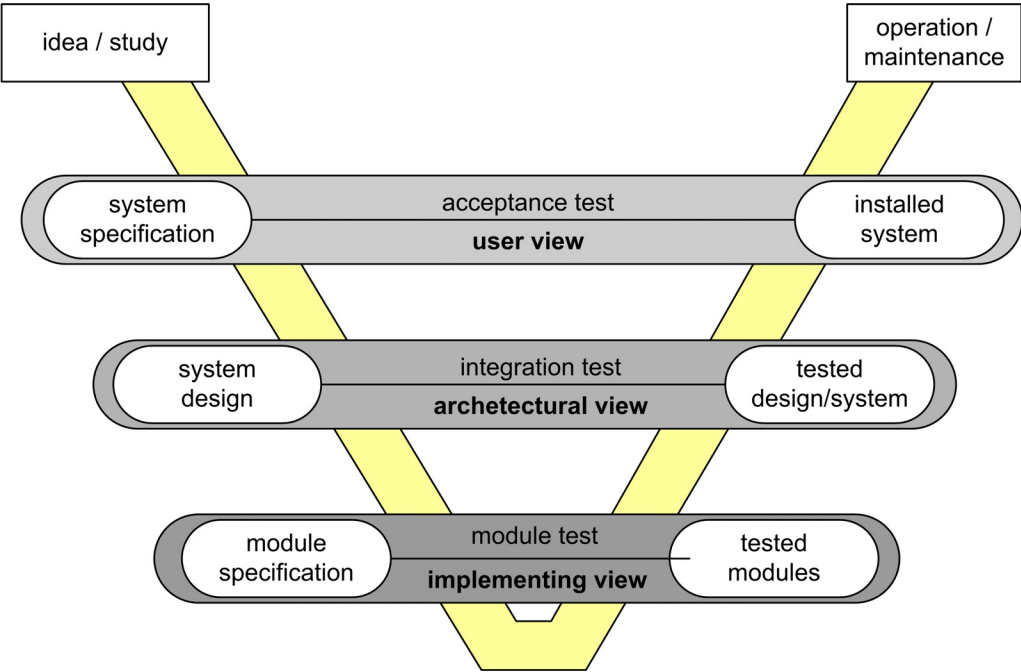 idea / study
operation /
maintenance
system
specification
acceptance test
user view
installed
system
system
design
integration test
archetectural view
tested
design/system
module
specification
module test
implementing view
tested
modules